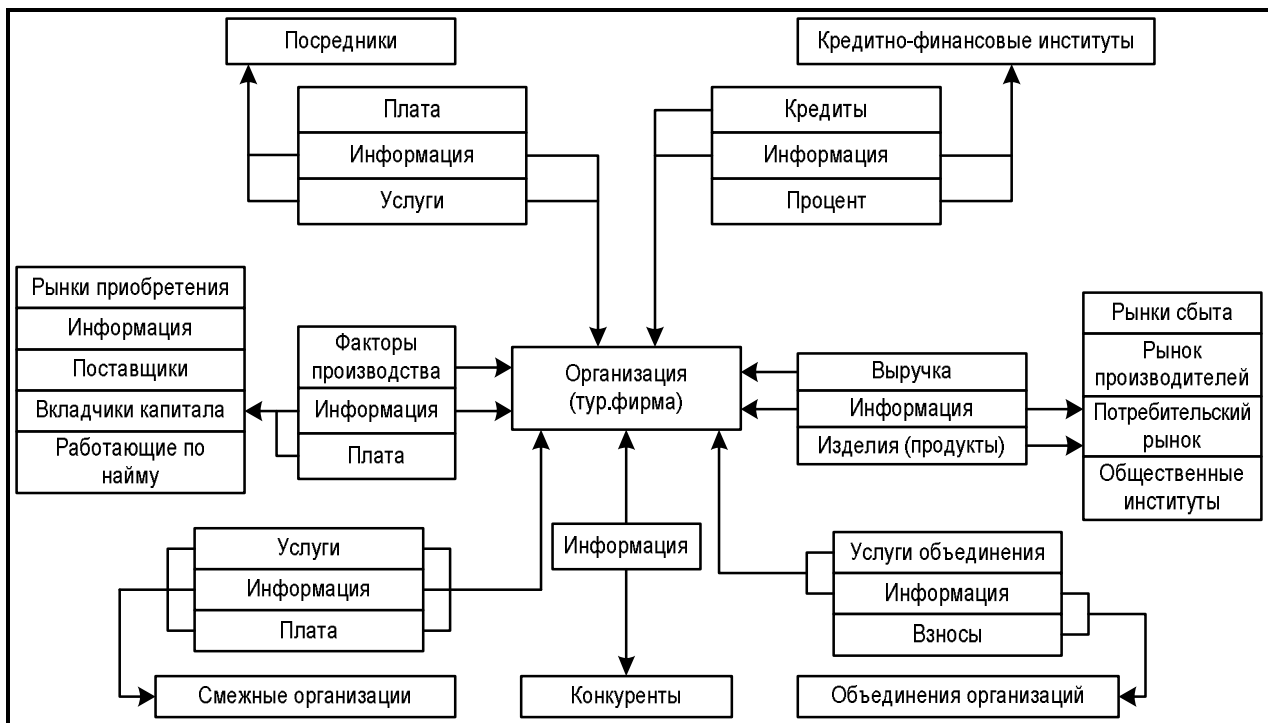 Посредники
Кредитно-финансовые институты
Плата
Информация
Услуги
Кредиты
Информация
Процент
Рынки приобретения
Информация
Поставщики
Вкладчики капитала
Работающие по
найму
Факторы
производства
Информация
Плата
Организация
(тур.фирма)
Выручка
Информация
Изделия (продукты)
Рынки сбыта
Рынок
производителей
Потребительский
рынок
Общественные
институты
Услуги
Информация
Плата
Информация
Услуги объединения
Информация
Взносы
Смежные организации
Конкуренты
Объединения организаций